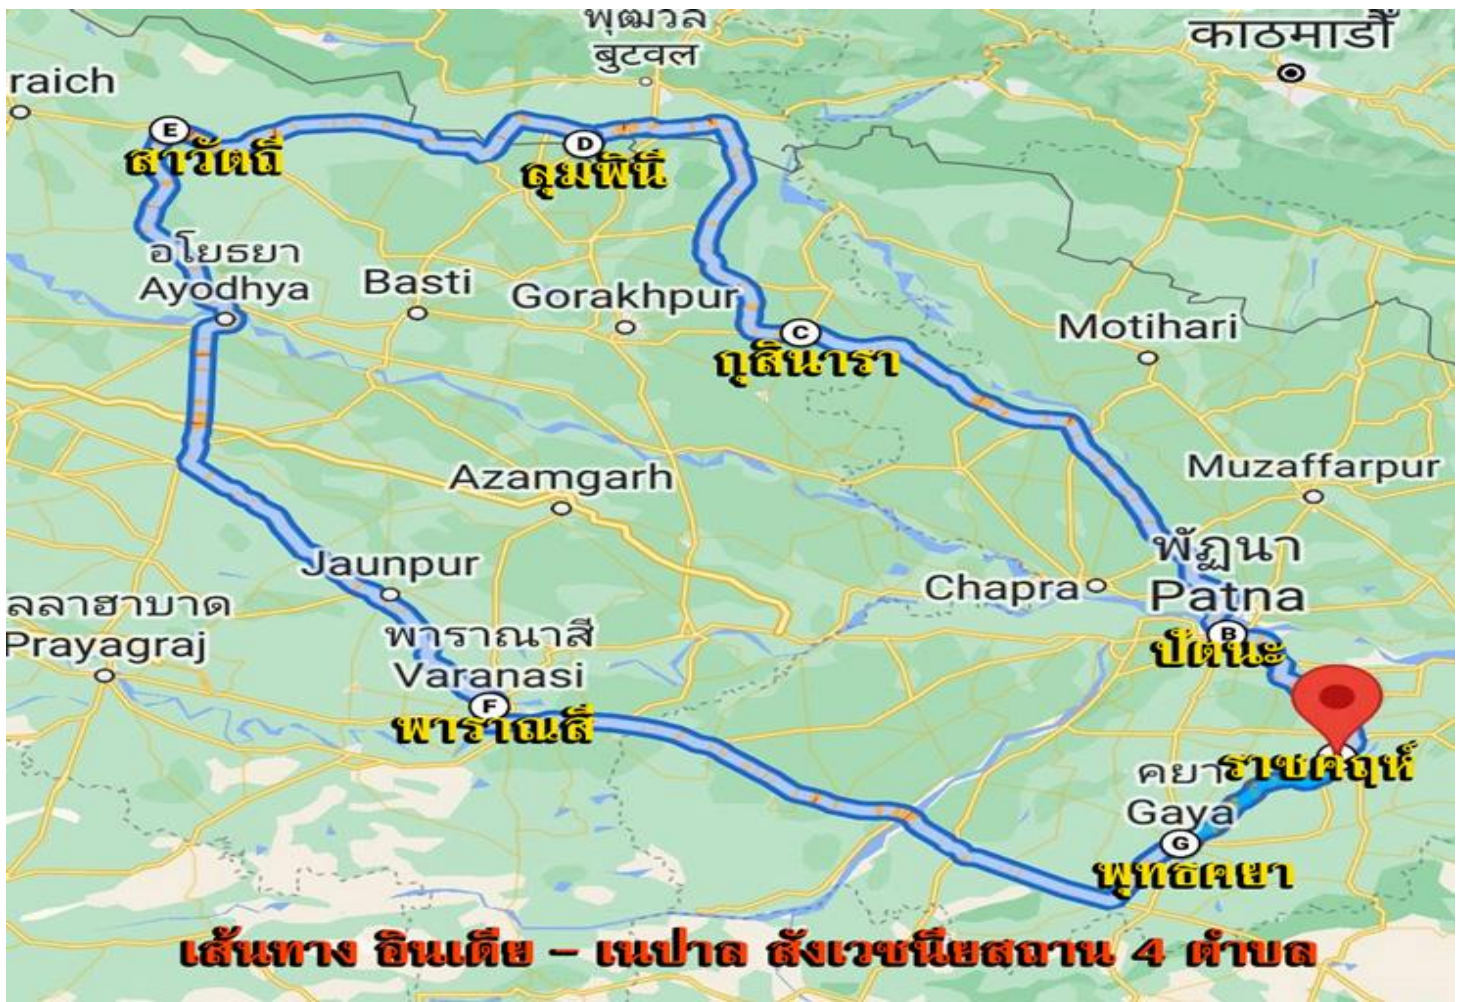 พุฒวัล
बुटवल
काठमाडौँ
raich
E
สาวัตถี
D
ลุมพินี
อโยธยา
Ayodhya
Basti
Gorakhpur
C
กุสินารา
Motihari
Azamgarh
Muzaffarpur
Jaunpur
พัฏนา
Patna
Chapra
ลลาฮาบาด
Prayagraj
พาราณาสี
Varanasi
B
ปัตนะ
F
พาราณสี
คยา
Gaya
ราชคฤห์
G
พุทธคยา
เส้นทาง อินเดีย – เนปาล สังเวชนียสถาน 4 ตำบล